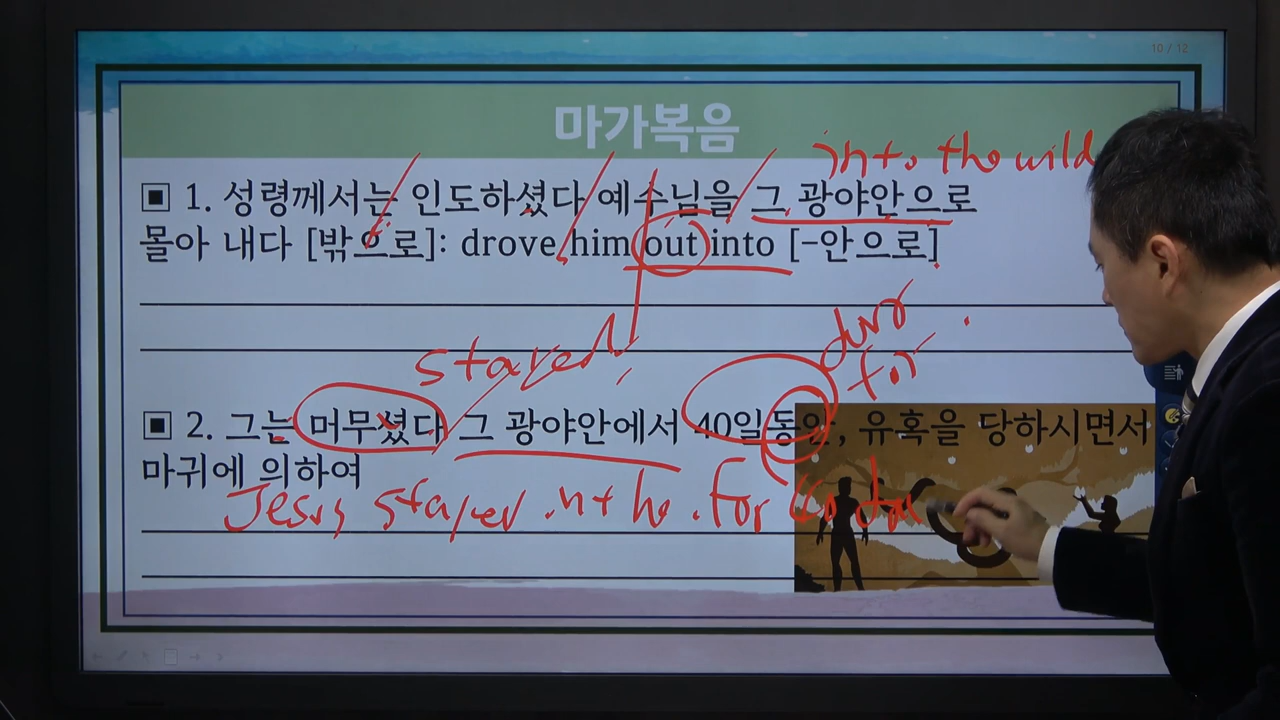 10 / 12
마가복음
into the wild
▣ 1. 성령께서는 인도하셨다 예수님을 그 광야안으로
몰아 내다 [밖으로]: drove him out into [-안으로]
stayed
for
▣ 2. 그는 머무셨다 그 광야안에서 40일동안, 유혹을 당하시면서
마귀에 의하여
Jesus stayed in the for